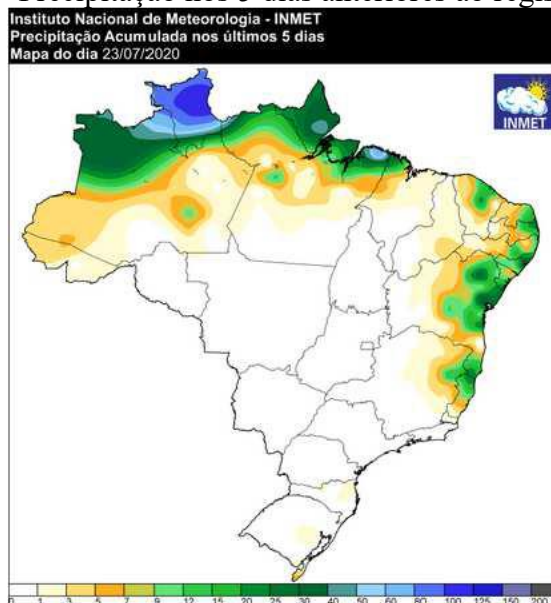 Instituto Nacional de Meteorologia - INMET
Precipitação Acumulada nos últimos 5 dias
Mapa do dia 23/07/2020
INMET
0 1 3 5 7 9 12 15 20 25 30 40 50 60 80 100 125 150 200